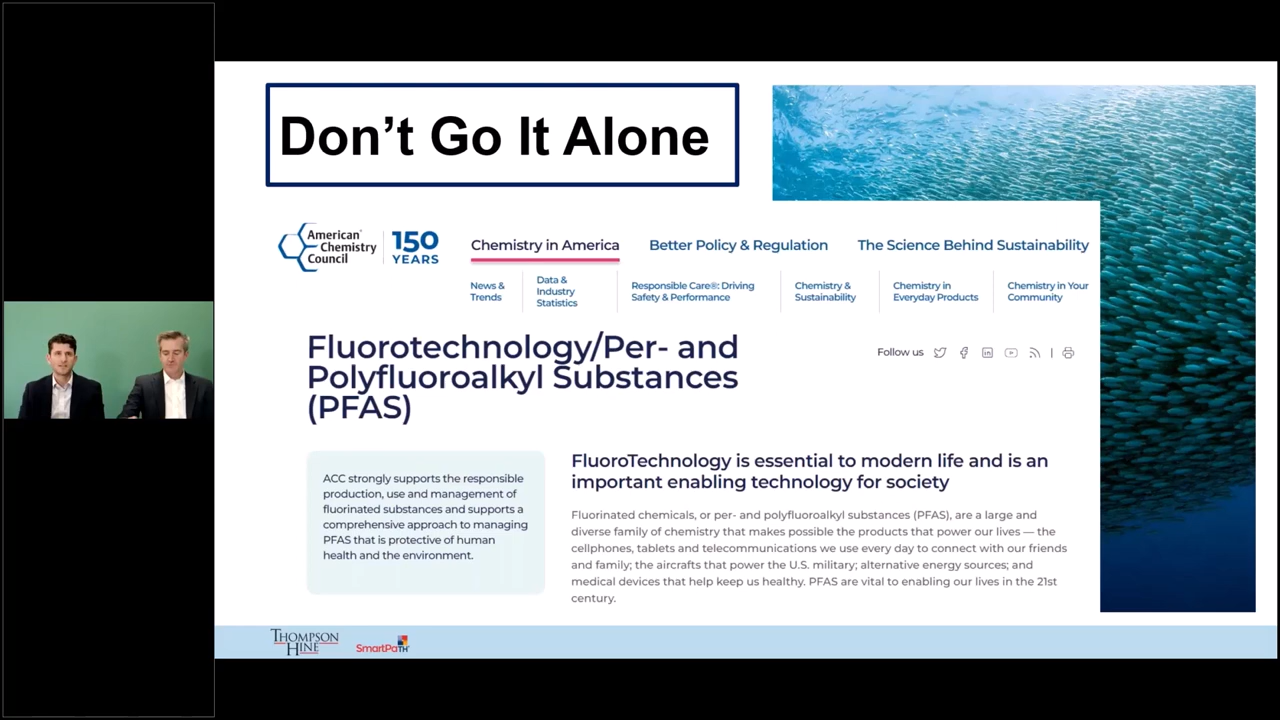 Don’t Go It Alone
American®
Chemistry
Council
150
YEARS
Chemistry in America
Better Policy & Regulation
The Science Behind Sustainability
News &
Trends
Data &
Industry
Statistics
Responsible Care®: Driving
Safety & Performance
Chemistry &
Sustainability
Chemistry in
Everyday Products
Chemistry in Your
Community
Fluorotechnology/Per- and
Polyfluoroalkyl Substances
(PFAS)
Follow us
ACC strongly supports the responsible
production, use and management of
fluorinated substances and supports a
comprehensive approach to managing
PFAS that is protective of human
health and the environment.
FluoroTechnology is essential to modern life and is an
important enabling technology for society
Fluorinated chemicals, or per- and polyfluoroalkyl substances (PFAS), are a large and
diverse family of chemistry that makes possible the products that power our lives — the
cellphones, tablets and telecommunications we use every day to connect with our friends
and family; the aircrafts that power the U.S. military; alternative energy sources; and
medical devices that help keep us healthy. PFAS are vital to enabling our lives in the 21st
century.
THOMPSON
HINE
SmartPaTH